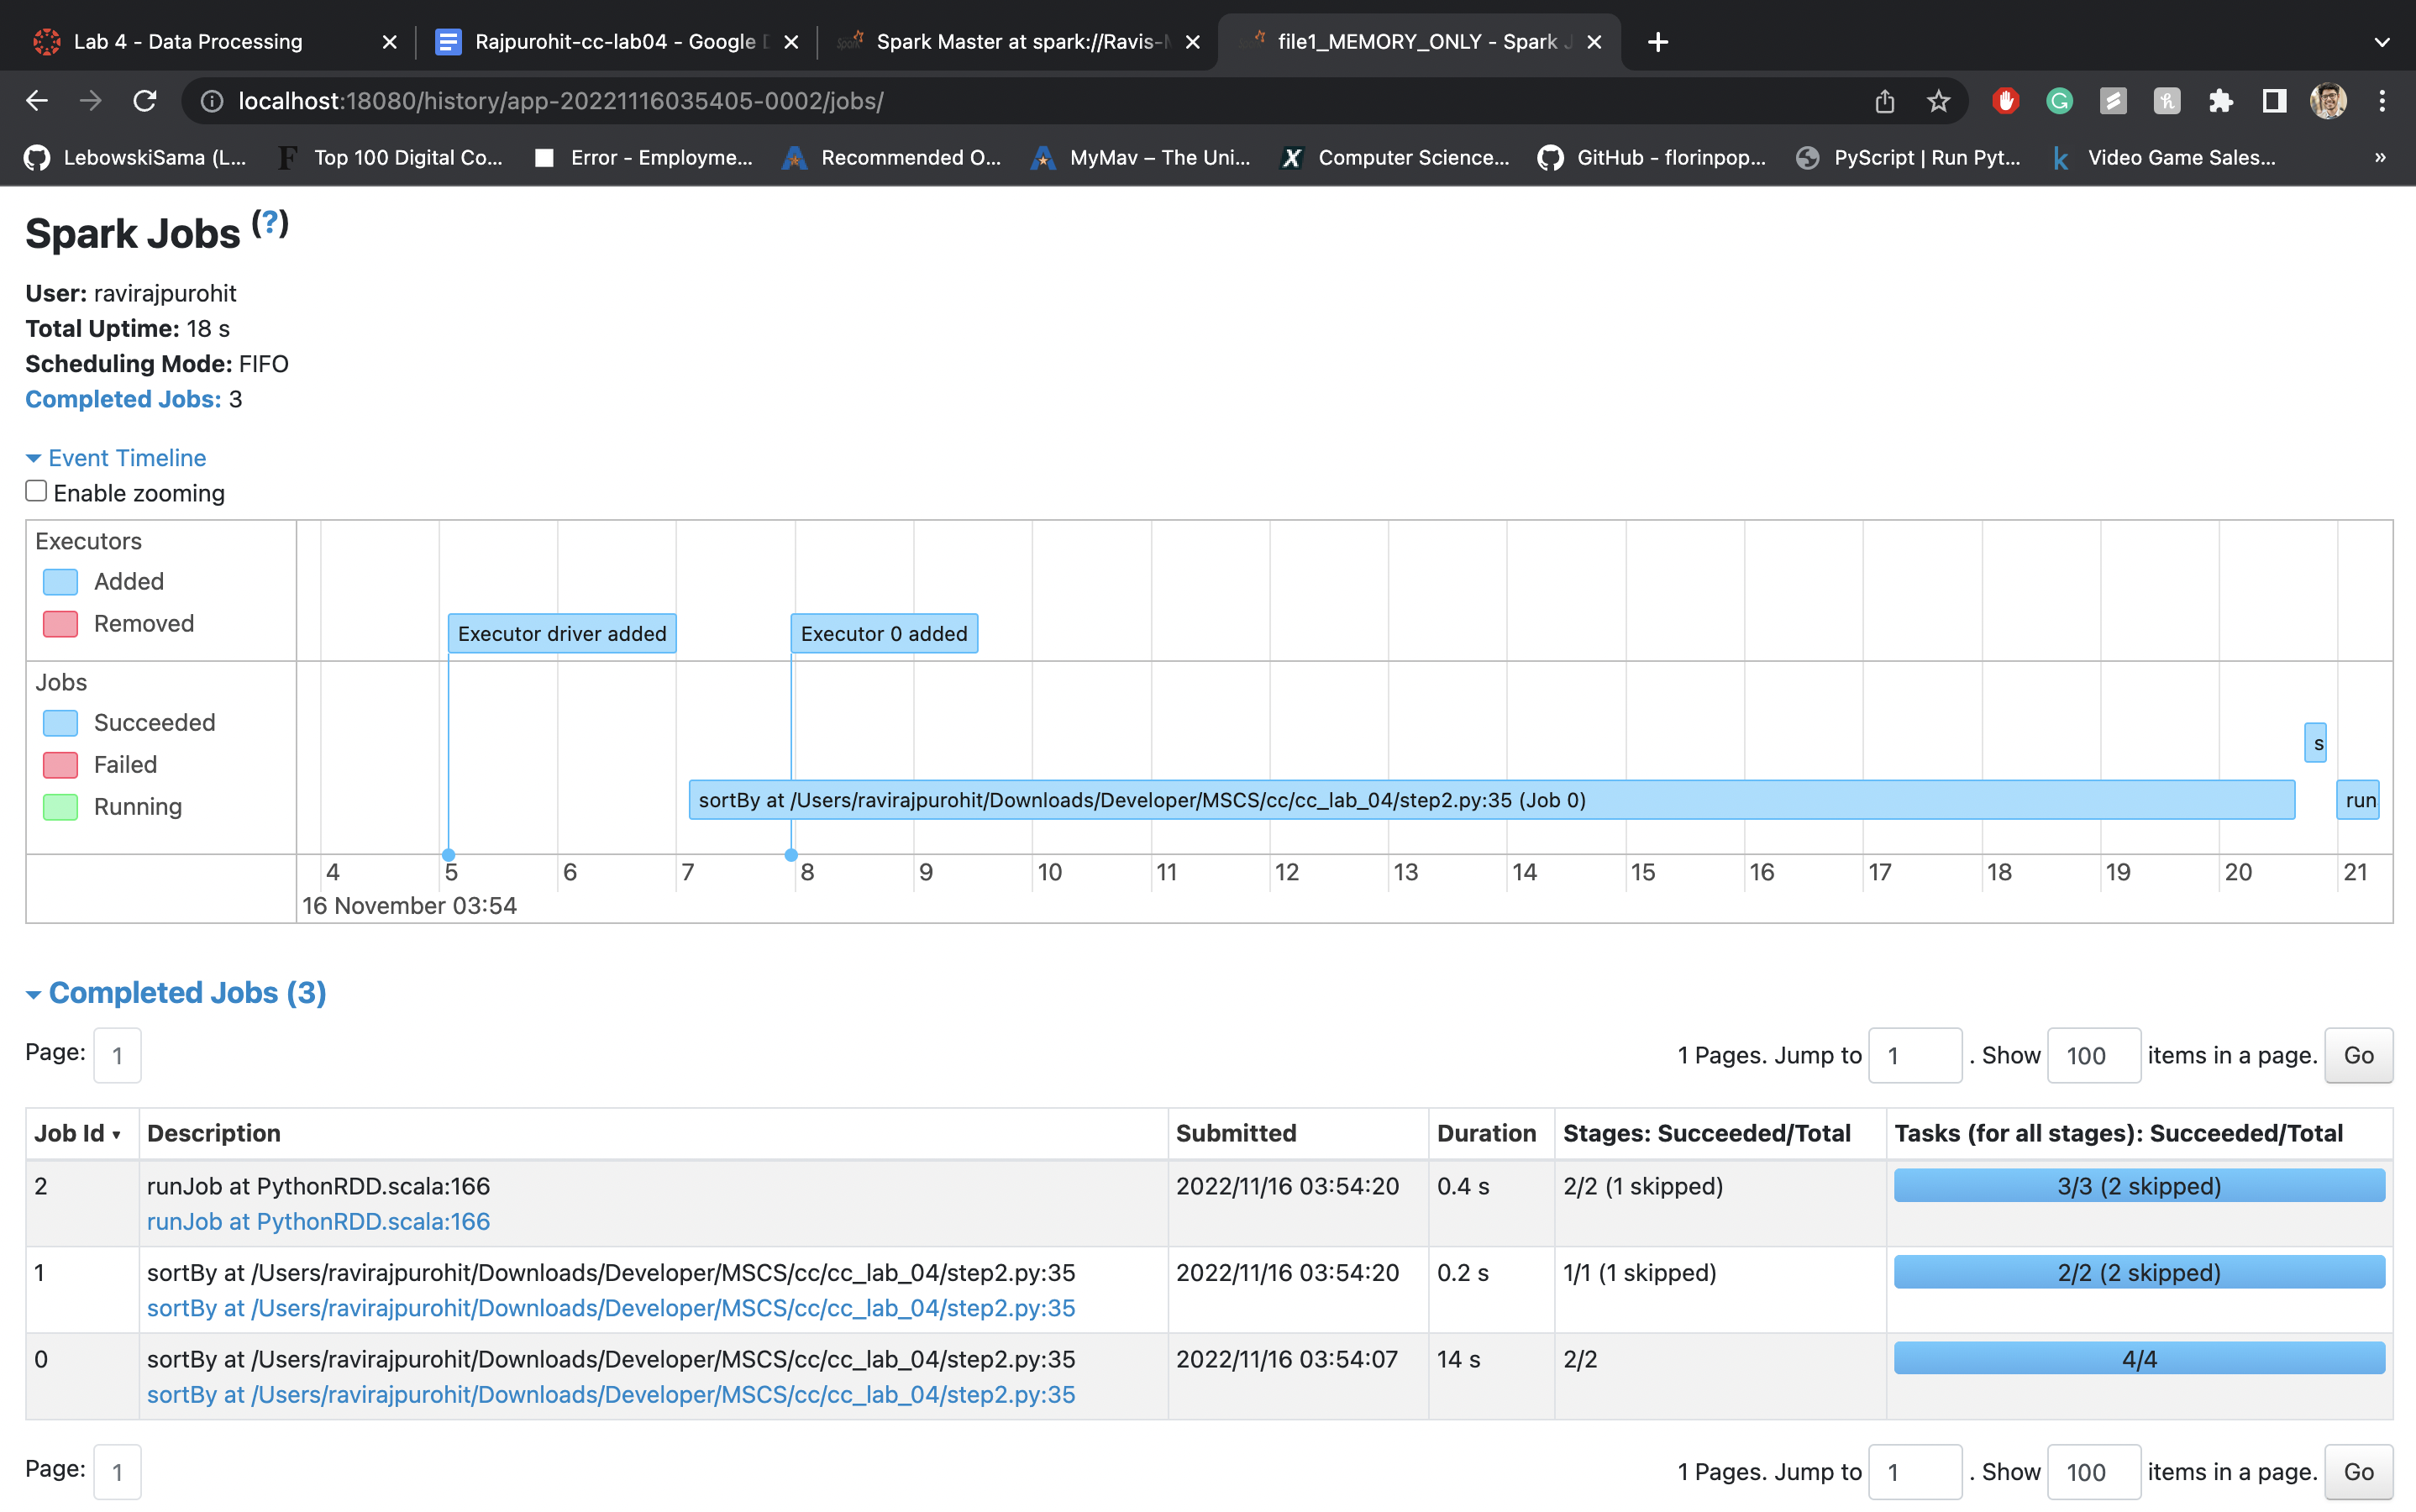 Lab 4 - Data Processing
Rajpurohit-cc-lab04 - Google
Spark Master at spark://Ravis-
file1_MEMORY_ONLY - Spark J
localhost:18080/history/app-20221116035405-0002/jobs/
LebowskiSama (L...
Top 100 Digital Co...
Error - Employme...
Recommended O...
MyMav – The Uni...
Computer Science...
GitHub - florinpop...
PyScript | Run Pyt...
Video Game Sales...
»
Spark Jobs (?)
User: ravirajpurohit
Total Uptime: 18 s
Scheduling Mode: FIFO
Completed Jobs: 3
Event Timeline
Enable zooming
Executors
Added
Removed
Executor driver added
Executor 0 added
Jobs
Succeeded
Failed
Running
s
sortBy at /Users/ravirajpurohit/Downloads/Developer/MSCS/cc/cc_lab_04/step2.py:35 (Job 0)
run
4 5 6 7 8 9 10 11 12 13 14 15 16 17 18 19 20 21
16 November 03:54
Completed Jobs (3)
Page: 1
1 Pages. Jump to 1 . Show 100 items in a page. Go
Job Id ▾ Description Submitted Duration Stages: Succeeded/Total Tasks (for all stages): Succeeded/Total
2 runJob at PythonRDD.scala:166 2022/11/16 03:54:20 0.4 s 2/2 (1 skipped) 3/3 (2 skipped)
runJob at PythonRDD.scala:166
1 sortBy at /Users/ravirajpurohit/Downloads/Developer/MSCS/cc/cc_lab_04/step2.py:35 2022/11/16 03:54:20 0.2 s 1/1 (1 skipped) 2/2 (2 skipped)
sortBy at /Users/ravirajpurohit/Downloads/Developer/MSCS/cc/cc_lab_04/step2.py:35
0 sortBy at /Users/ravirajpurohit/Downloads/Developer/MSCS/cc/cc_lab_04/step2.py:35 2022/11/16 03:54:07 14 s 2/2 4/4
sortBy at /Users/ravirajpurohit/Downloads/Developer/MSCS/cc/cc_lab_04/step2.py:35
Page: 1
1 Pages. Jump to 1 . Show 100 items in a page. Go